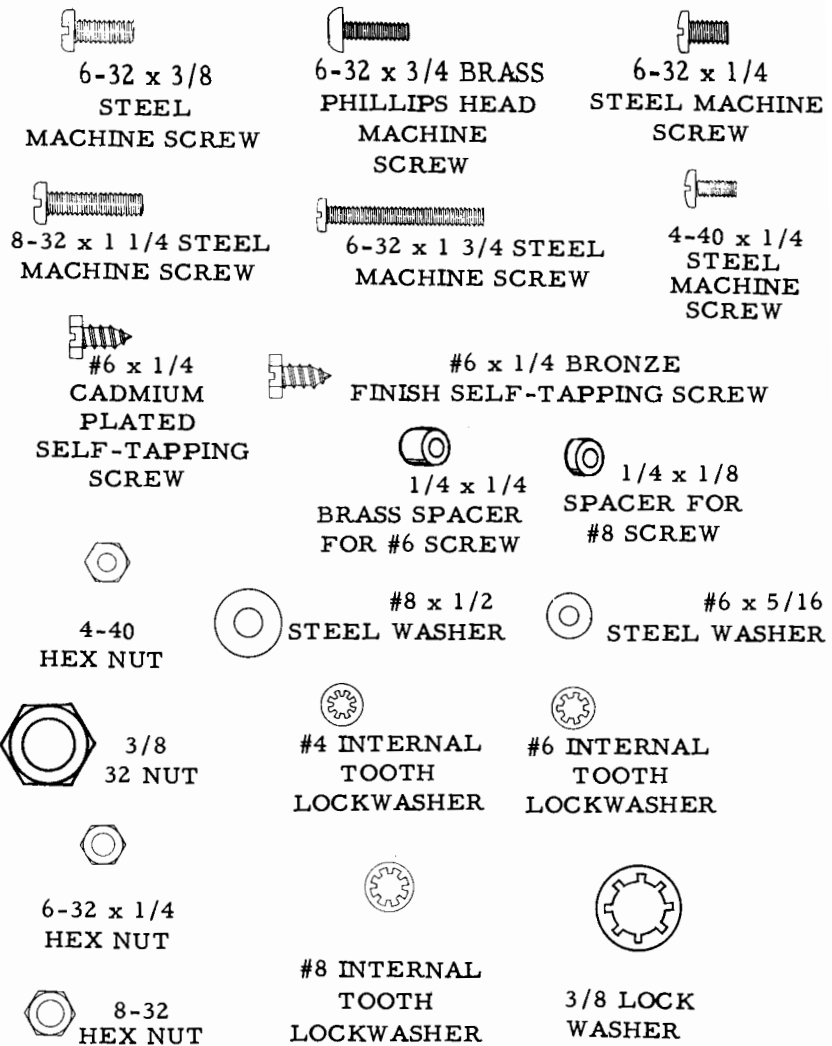 6-32 x 3/8
STEEL
MACHINE SCREW
6-32 x 3/4 BRASS
PHILLIPS HEAD
MACHINE
SCREW
6-32 x 1/4
STEEL MACHINE
SCREW
8-32 x 1 1/4 STEEL
MACHINE SCREW
6-32 x 1 3/4 STEEL
MACHINE SCREW
4-40 x 1/4
STEEL
MACHINE
SCREW
#6 x 1/4
CADMIUM
PLATED
SELF-TAPPING
SCREW
#6 x 1/4 BRONZE
FINISH SELF-TAPPING SCREW
1/4 x 1/4
BRASS SPACER
FOR #6 SCREW
1/4 x 1/8
SPACER FOR
#8 SCREW
4-40
HEX NUT
#8 x 1/2
STEEL WASHER
#6 x 5/16
STEEL WASHER
3/8
32 NUT
#4 INTERNAL
TOOTH
LOCKWASHER
#6 INTERNAL
TOOTH
LOCKWASHER
6-32 x 1/4
HEX NUT
#8 INTERNAL
TOOTH
LOCKWASHER
3/8 LOCK
WASHER
8-32
HEX NUT